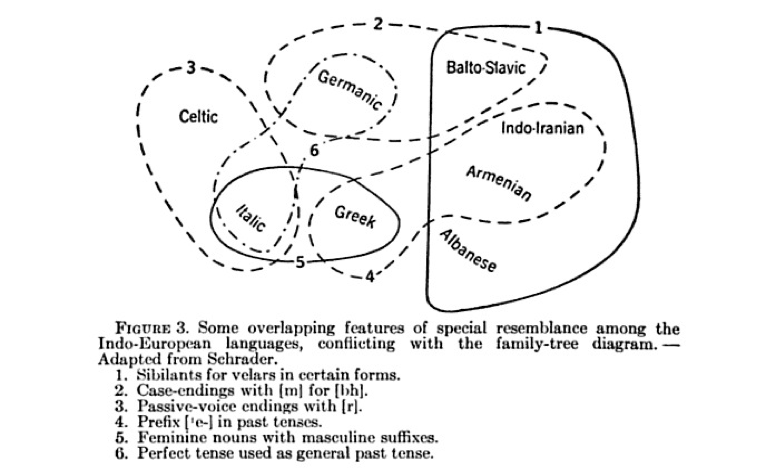 2
1
3
Germanic
Balto-Slavic
Celtic
Indo-Iranian
6
Armenian
Italic
Greek
Albanese
5
4
FIGURE 3. Some overlapping features of special resemblance among the
Indo-European languages, conflicting with the family-tree diagram. —
Adapted from Schrader.
1. Sibilants for velars in certain forms.
2. Case-endings with [m] for [bh].
3. Passive-voice endings with [r].
4. Prefix ['e-] in past tenses.
5. Feminine nouns with masculine suffixes.
6. Perfect tense used as general past tense.